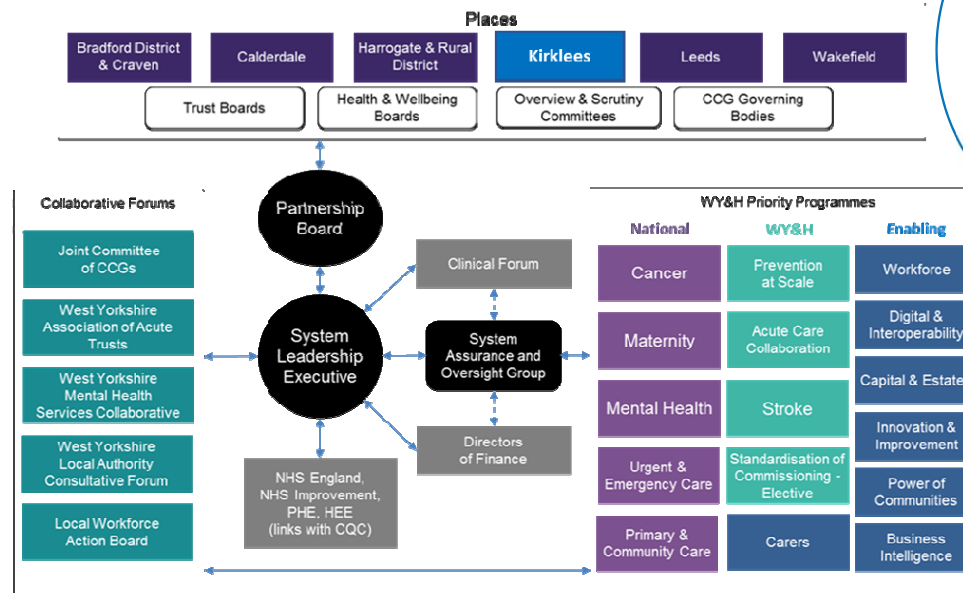 Places
Bradford District
& Craven
Calderdale
Harrogate & Rural
District
Kirklees
Leeds
Wakefield
Trust Boards
Health & Wellbeing
Boards
Overview & Scrutiny
Committees
CCG Governing
Bodies
Collaborative Forums
Joint Committee
of CCGs
West Yorkshire
Association of Acute
Trusts
West Yorkshire
Mental Health
Services Collaborative
West Yorkshire
Local Authority
Consultative Forum
Local Workforce
Action Board
Partnership
Board
System
Leadership
Executive
Clinical Forum
System
Assurance and
Oversight Group
Directors
of Finance
NHS England,
NHS Improvement,
PHE, HEE
(links with CQC)
WY&H Priority Programmes
National
Cancer
Maternity
Mental Health
Urgent &
Emergency Care
Primary &
Community Care
WY&H
Prevention
at Scale
Acute Care
Collaboration
Stroke
Standardisation of
Commissioning -
Elective
Carers
Enabling
Workforce
Digital &
Interoperability
Capital & Estate
Innovation &
Improvement
Power of
Communities
Business
Intelligence